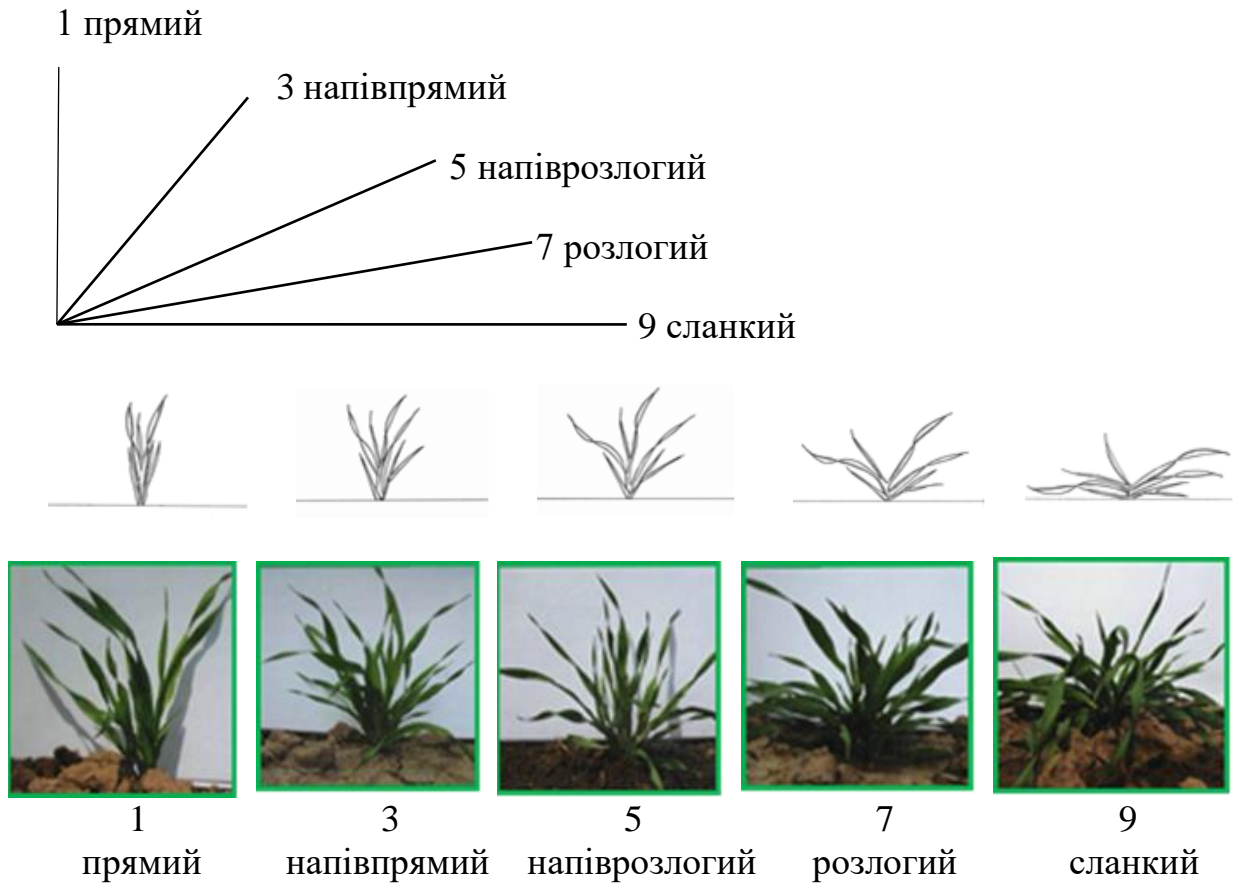 1 прямий
3 напівпрямий
5 напіврозлогий
7 розлогий
9 сланкий
1
3
5
7
9
прямий
напівпрямий
напіврозлогий
розлогий
сланкий